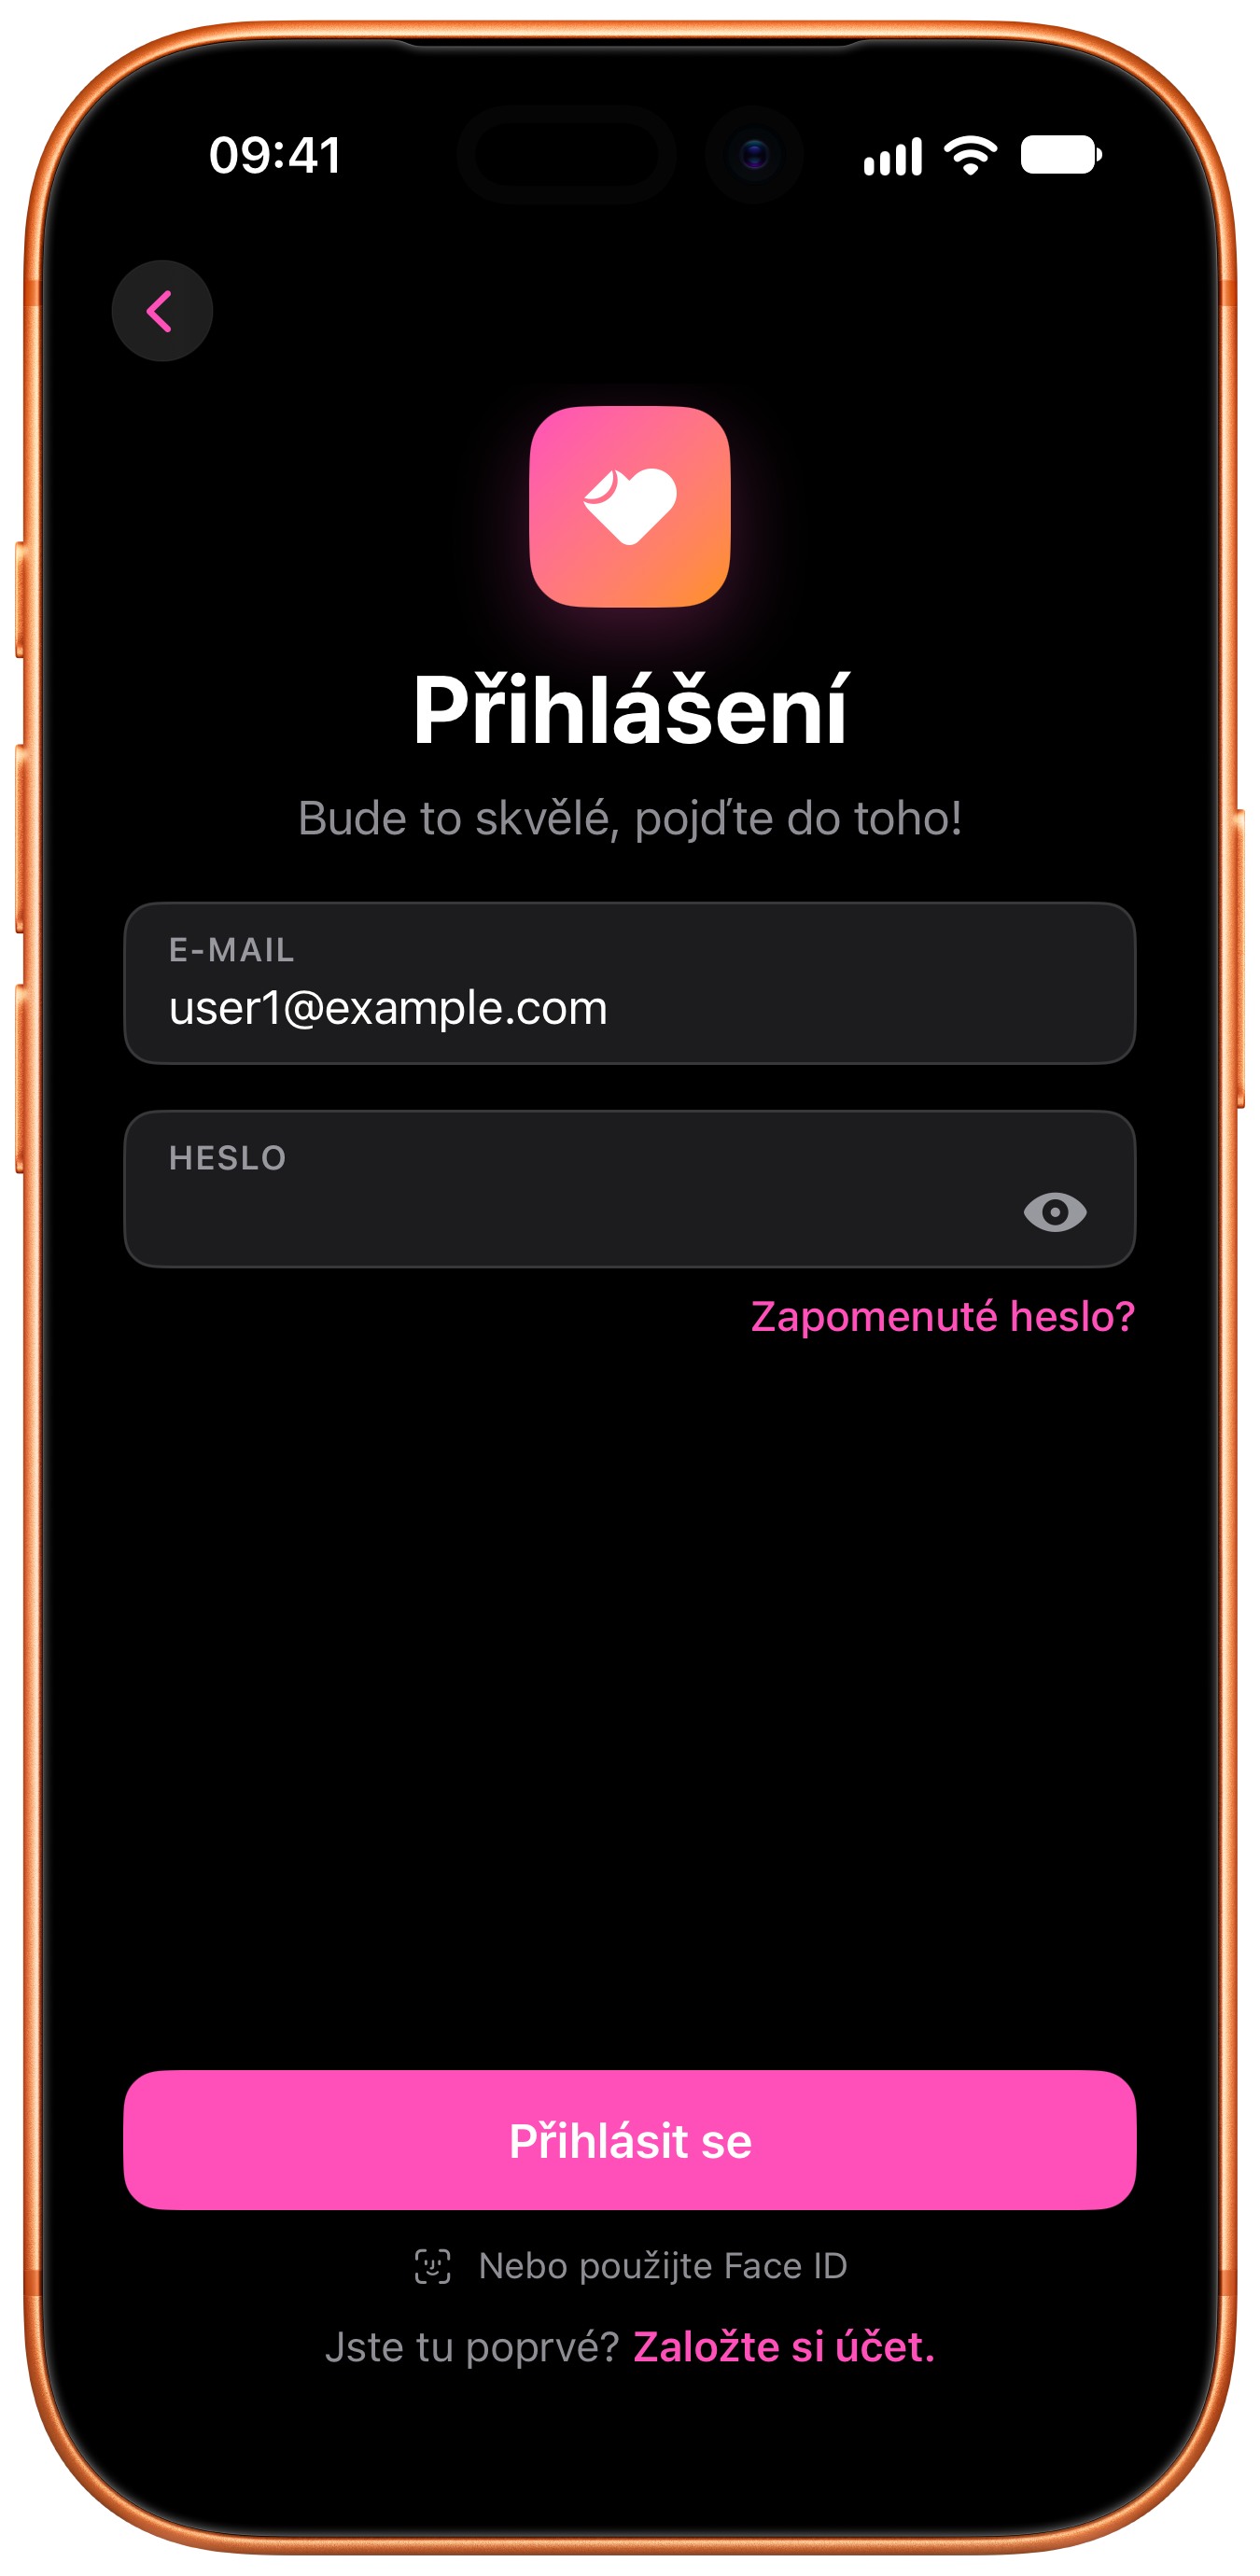 09:41
Přihlášení
Bude to skvělé, pojďte do toho!
E-MAIL
user1@example.com
HESLO
Zapomenuté heslo?
Přihlásit se
Nebo použijte Face ID
Jste tu poprvé? Založte si účet.